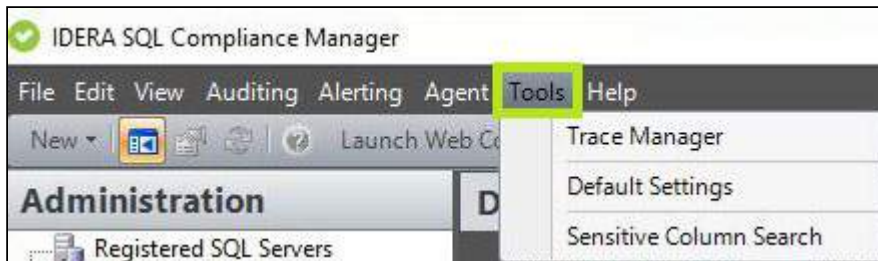 IDERA SQL Compliance Manager
File Edit View Auditing Alerting Agent Tools Help
New Launch Web
Trace Manager
Administration
Default Settings
Registered SQL Servers
Sensitive Column Search